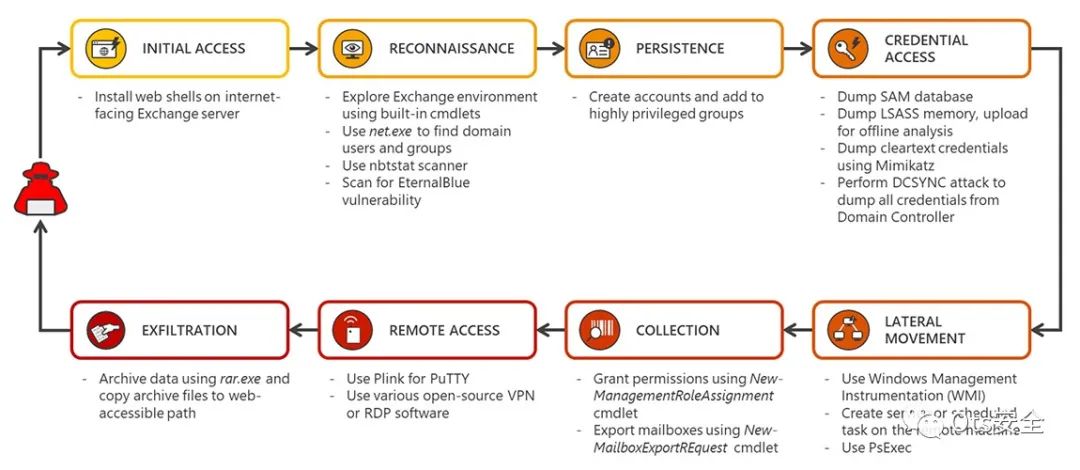 INITIAL ACCESS
- Install web shells on internet-
facing Exchange server
RECONNAISSANCE
- Explore Exchange environment
using built-in cmdlets
- Use net.exe to find domain
users and groups
- Use nbtstat scanner
- Scan for EternalBlue
vulnerability
PERSISTENCE
- Create accounts and add to
highly privileged groups
CREDENTIAL
ACCESS
- Dump SAM database
- Dump LSASS memory, upload
for offline analysis
- Dump cleartext credentials
using Mimikatz
- Perform DCSYNC attack to
dump all credentials from
Domain Controller
LATERAL
MOVEMENT
- Use Windows Management
Instrumentation (WMI)
- Create or scheduled
task on the machine
- Use PsExec
COLLECTION
- Grant permissions using New-
ManagementRoleAssignment
cmdlet
- Export mailboxes using New-
MailboxExportREquest cmdlet
REMOTE ACCESS
- Use Plink for PuTTY
- Use various open-source VPN
or RDP software
EXFILTRATION
- Archive data using rar.exe and
copy archive files to web-
accessible path
Ots安全